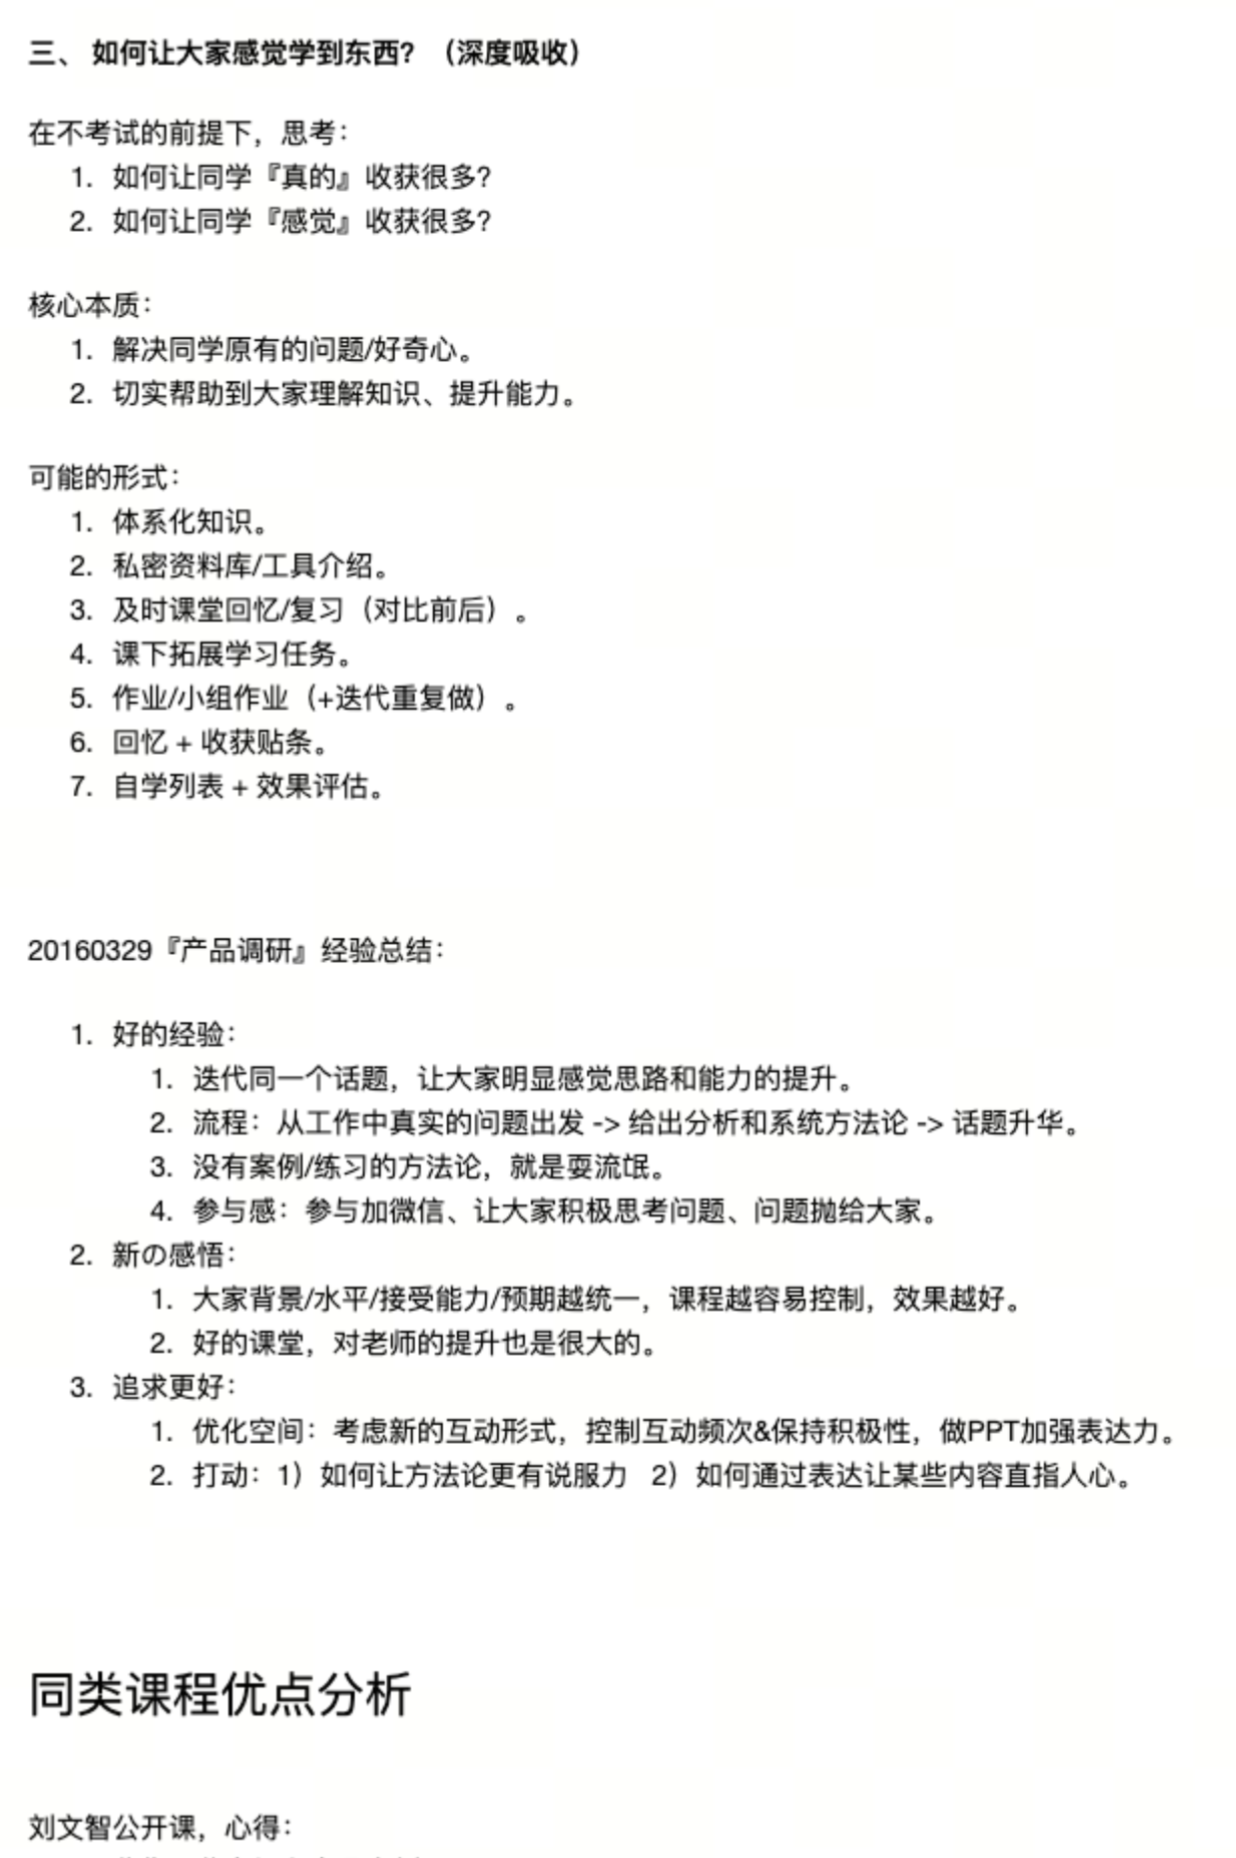 三、 如何让大家感觉学到东西？（深度吸收）
在不考试的前提下，思考：
1. 如何让同学『真的』收获很多？
2. 如何让同学『感觉』收获很多？
核心本质：
1. 解决同学原有的问题/好奇心。
2. 切实帮助到大家理解知识、提升能力。
可能的形式：
1. 体系化知识。
2. 私密资料库/工具介绍。
3. 及时课堂回忆/复习（对比前后）。
4. 课下拓展学习任务。
5. 作业/小组作业（+迭代重复做）。
6. 回忆 + 收获贴条。
7. 自学列表 + 效果评估。
20160329『产品调研』经验总结：
1. 好的经验：
1. 迭代同一个话题，让大家明显感觉思路和能力的提升。
2. 流程：从工作中真实的问题出发 -> 给出分析和系统方法论 -> 话题升华。
3. 没有案例/练习的方法论，就是耍流氓。
4. 参与感：参与加微信、让大家积极思考问题、问题抛给大家。
2. 新の感悟：
1. 大家背景/水平/接受能力/预期越统一，课程越容易控制，效果越好。
2. 好的课堂，对老师的提升也是很大的。
3. 追求更好：
1. 优化空间：考虑新的互动形式，控制互动频次&保持积极性，做PPT加强表达力。
2. 打动：1）如何让方法论更有说服力 2）如何通过表达让某些内容直指人心。
同类课程优点分析
刘文智公开课，心得：